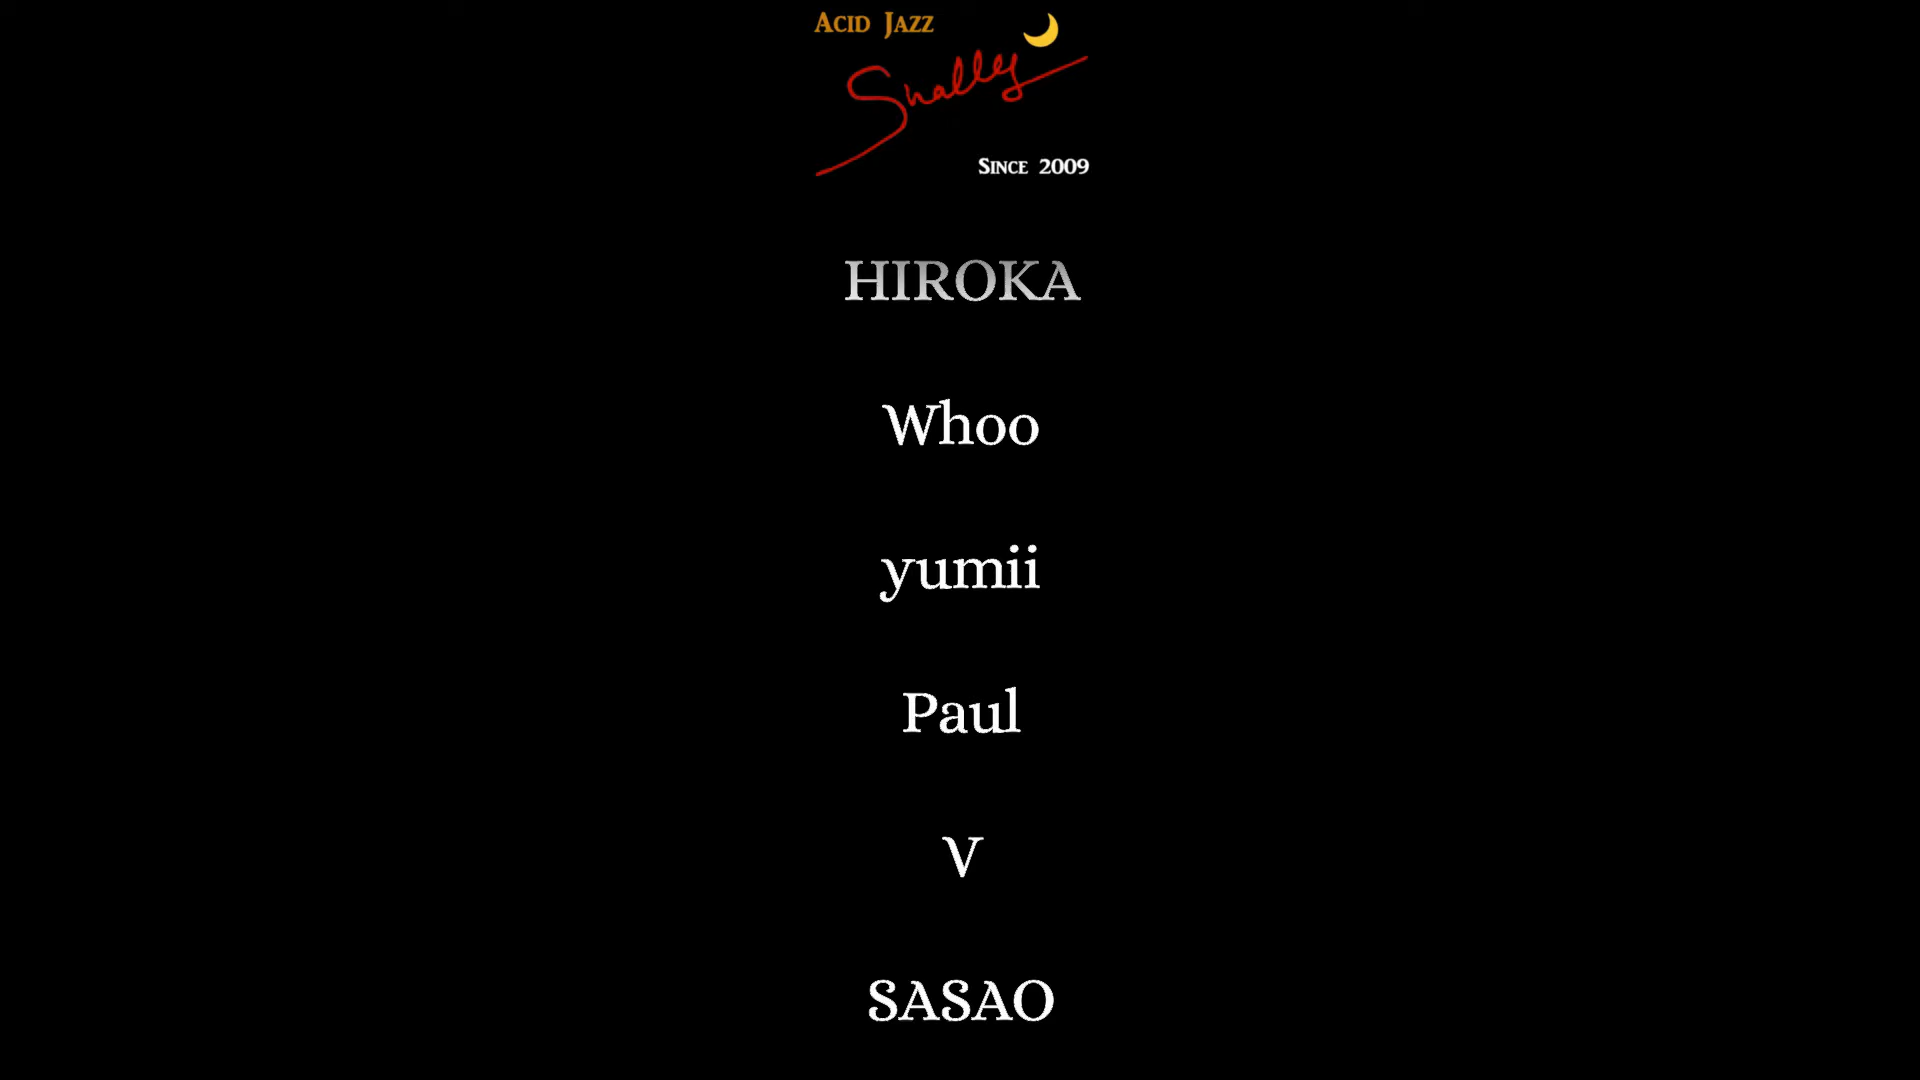 Acid Jazz
Snally
Since 2009
HIROKA
Whoo
yumii
Paul
V
SASAO